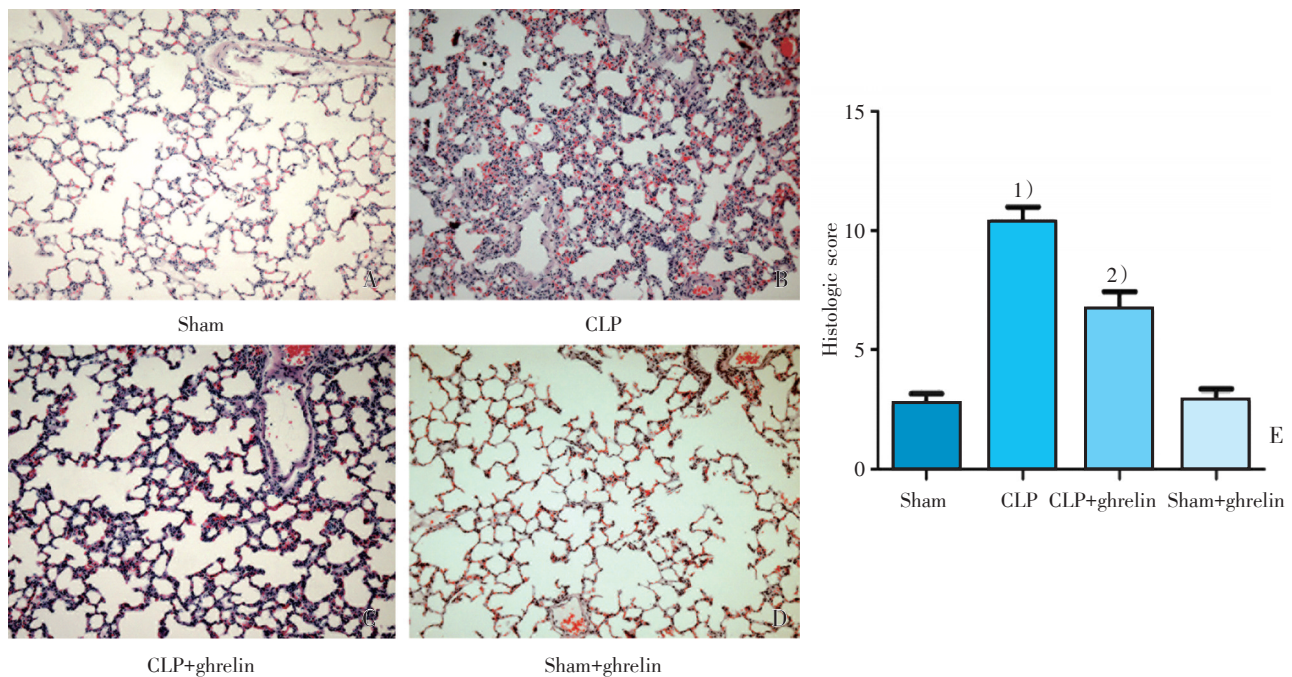 A
B
Sham
CLP
C
D
CLP+ghrelin
Sham+ghrelin
Histologic score
15
10
5
0
1)
2)
Sham
CLP
CLP+ghrelin
Sham+ghrelin
E